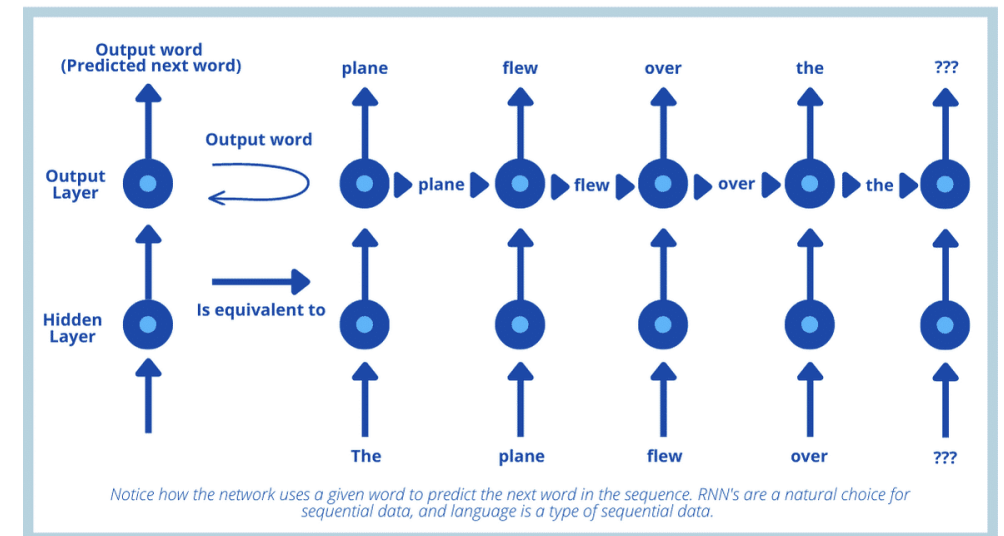 Output word
(Predicted next word)
plane
flew
over
the
???
Output word
Output
Layer
plane
flew
over
the
Is equivalent to
Hidden
Layer
The
plane
flew
over
???
Notice how the network uses a given word to predict the next word in the sequence. RNN's are a natural choice for
sequential data, and language is a type of sequential data.